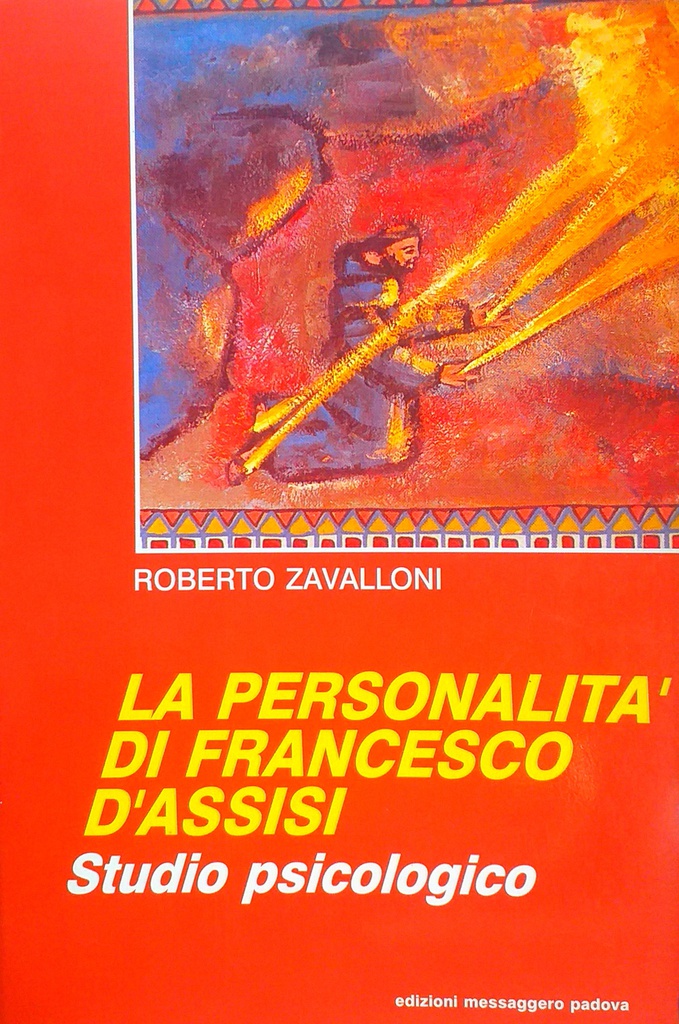 ROBERTO ZAVALLONI
LA PERSONALITA'
DI FRANCESCO
D'ASSISI
Studio psicologico
edizioni messaggero padova